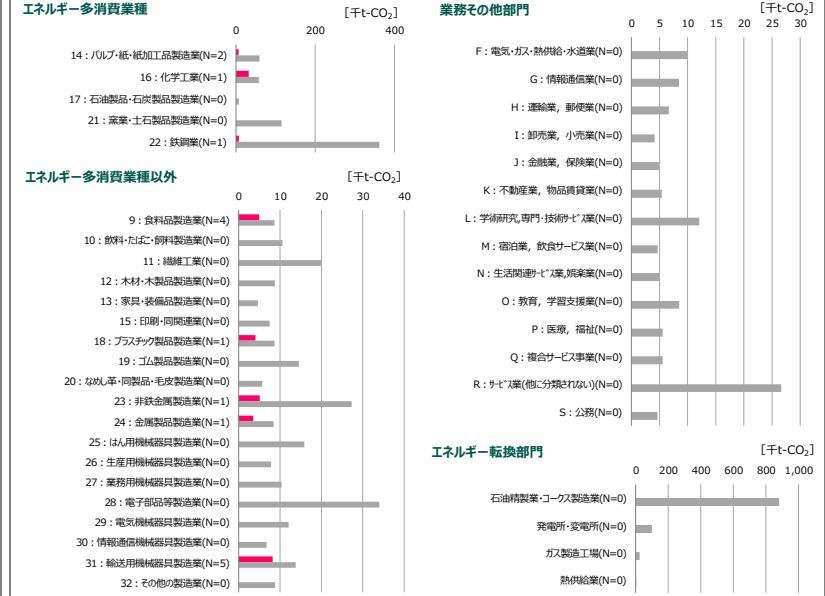 エネルギー多消費業種
[千t-CO₂]
0 200 400
14：パルプ・紙・紙加工品製造業(N=2)
16：化学工業(N=1)
17：石油製品・石炭製品製造業(N=0)
21：窯業・土石製品製造業(N=0)
22：鉄鋼業(N=1)
エネルギー多消費業種以外
[千t-CO₂]
0 10 20 30 40
9：食料品製造業(N=4)
10：飲料・たばこ・飼料製造業(N=0)
11：繊維工業(N=0)
12：木材・木製品製造業(N=0)
13：家具・装備品製造業(N=0)
15：印刷・同関連業(N=0)
18：プラスチック製品製造業(N=1)
19：ゴム製品製造業(N=0)
20：なめし革・同製品・毛皮製造業(N=0)
23：非鉄金属製造業(N=1)
24：金属製品製造業(N=1)
25：はん用機械器具製造業(N=0)
26：生産用機械器具製造業(N=0)
27：業務用機械器具製造業(N=0)
28：電子部品等製造業(N=0)
29：電気機械器具製造業(N=0)
30：情報通信機械器具製造業(N=0)
31：輸送用機械器具製造業(N=5)
32：その他の製造業(N=0)
業務その他部門
[千t-CO₂]
0 5 10 15 20 25 30
F：電気・ガス・熱供給・水道業(N=0)
G：情報通信業(N=0)
H：運輸業，郵便業(N=0)
I：卸売業，小売業(N=0)
J：金融業，保険業(N=0)
K：不動産業，物品賃貸業(N=0)
L：学術研究,専門・技術ｻｰﾋﾞｽ業(N=0)
M：宿泊業，飲食サービス業(N=0)
N：生活関連ｻｰﾋﾞｽ業,娯楽業(N=0)
O：教育，学習支援業(N=0)
P：医療，福祉(N=0)
Q：複合サービス事業(N=0)
R：ｻｰﾋﾞｽ業(他に分類されない)(N=0)
S：公務(N=0)
エネルギー転換部門
[千t-CO₂]
0 200 400 600 800 1,000
石油精製業・コークス製造業(N=0)
発電所・変電所(N=0)
ガス製造工場(N=0)
熱供給業(N=0)